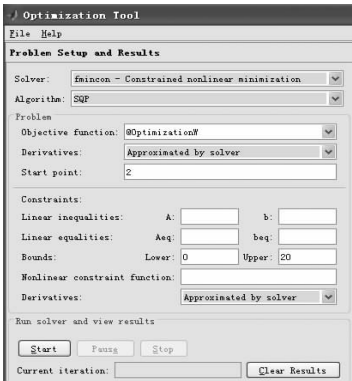 Optimization Tool
File Help
Problem Setup and Results
Solver: fmincon - Constrained nonlinear minimization
Algorithm: SQP
Problem
Objective function: @OptimizationW
Derivatives: Approximated by solver
Start point: 2
Constraints:
Linear inequalities: A: b:
Linear equalities: Aeq: beq:
Bounds: Lower: 0 Upper: 20
Nonlinear constraint function:
Derivatives: Approximated by solver
Run solver and view results
Start Pause Stop
Current iteration: Clear Results